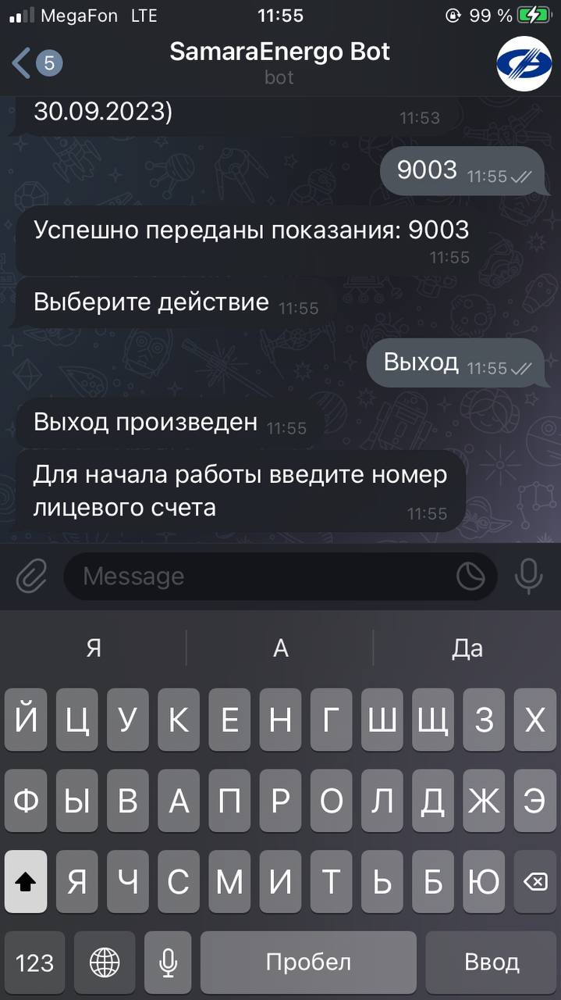 MegaFon LTE 11:55 99 %
5 SamaraEnergo Bot
bot
30.09.2023) 11:53
9003 11:55
Успешно переданы показания: 9003
11:55
Выберите действие 11:55
Выход 11:55
Выход произведен 11:55
Для начала работы введите номер
лицевого счета 11:55
Message
Я А Да
Й Ц У К Е Н Г Ш Щ З Х
Ф Ы В А П Р О Л Д Ж Э
Я Ч С М И Т Ь Б Ю
123 Пробел Ввод